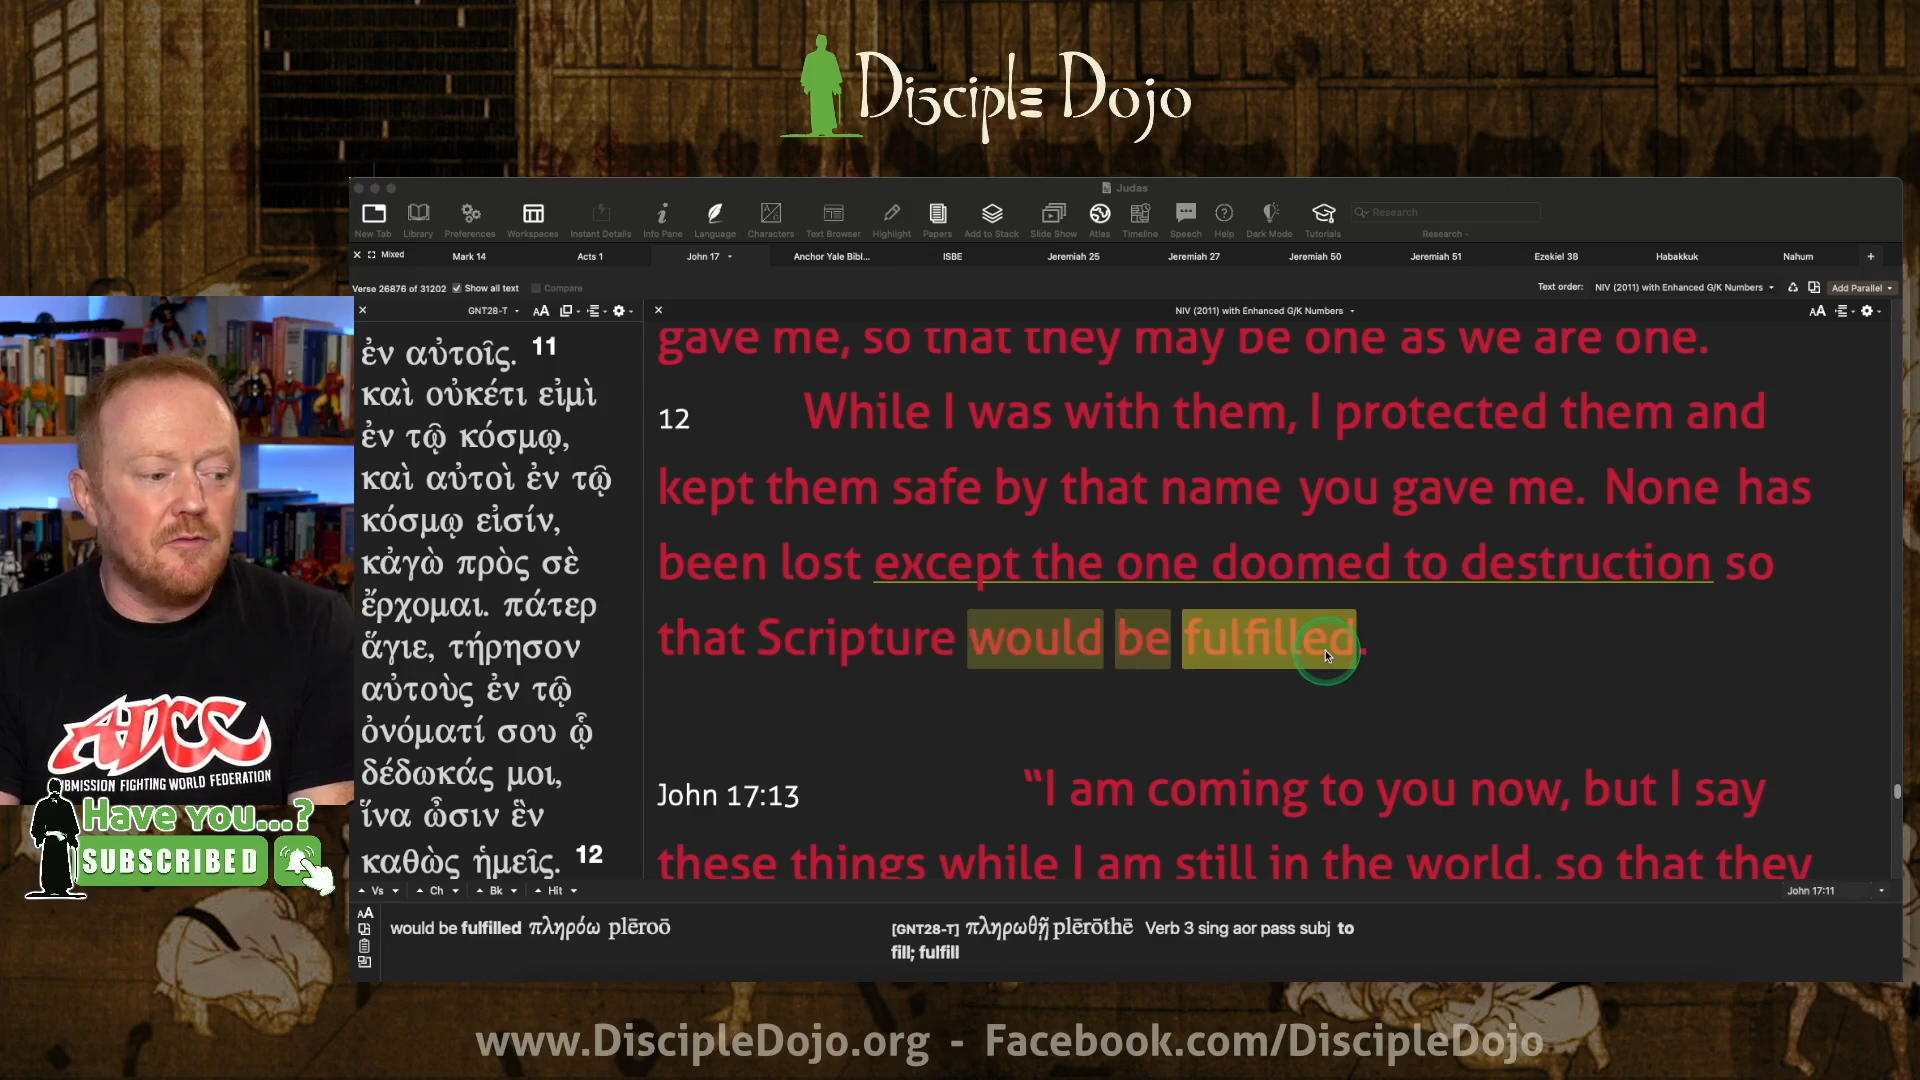 Disciple Dojo
Judas
New Tab Library Preferences Workspaces Instant Details Info Pane Language Characters Text Browser Highlight Papers Add to Stack Slide Show Atlas Timeline Speech Help Dark Mode Tutorials Research
Research
Mixed Mark 14 Acts 1 John 17 Anchor Yale Bibl... ISBE Jeremiah 25 Jeremiah 27 Jeremiah 50 Jeremiah 51 Ezekiel 38 Habakkuk Nahum +
Verse 26876 of 31202 Show all text Compare Text order: NIV (2011) with Enhanced G/K Numbers Add Parallel
GNT28-T
ἐν αὐτοῖς. 11
καὶ οὐκέτι εἰμὶ
ἐν τῷ κόσμῳ,
καὶ αὐτοὶ ἐν τῷ
κόσμῳ εἰσίν,
κἀγὼ πρὸς σὲ
ἔρχομαι. πάτερ
ἅγιε, τήρησον
αὐτοὺς ἐν τῷ
ὀνόματί σου ᾧ
δέδωκάς μοι,
ἵνα ὦσιν ἓν
καθὼς ἡμεῖς. 12
NIV (2011) with Enhanced G/K Numbers
gave me, so that they may be one as we are one.
12 While I was with them, I protected them and
kept them safe by that name you gave me. None has
been lost except the one doomed to destruction so
that Scripture would be fulfilled.
John 17:13 “I am coming to you now, but I say
these things while I am still in the world, so that they
Vs Ch Bk Hit John 17:11
would be fulfilled πληρόω plēroō
[GNT28-T] πληρωθῇ plērōthē Verb 3 sing aor pass subj to
fill; fulfill
ADCC
BMISSION FIGHTING WORLD FEDERATION
Have you...?
SUBSCRIBED
www.DiscipleDojo.org - Facebook.com/DiscipleDojo